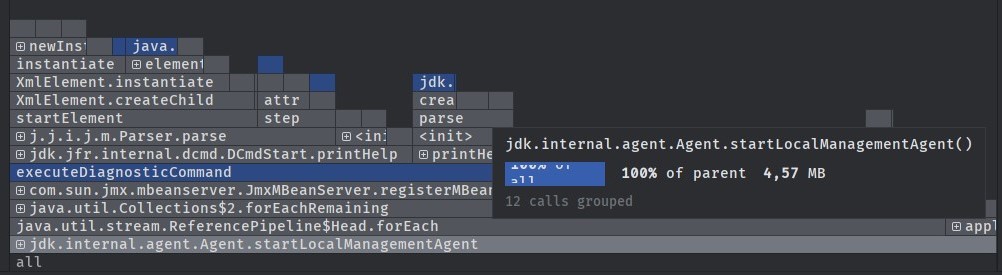 newInst
java.
instantiate
element
XmlElement.instantiate
jdk.
XmlElement.createChild
attr
crea
startElement
step
parse
j.j.i.j.m.Parser.parse
<ini
<init>
jdk.internal.agent.Agent.startLocalManagementAgent()
jdk.jfr.internal.dcmd.DCmdStart.printHelp
printHe
100% of all
100% of parent 4,57 MB
executeDiagnosticCommand
com.sun.jmx.mbeanserver.JmxMBeanServer.registerMBean
12 calls grouped
java.util.Collections$2.forEachRemaining
java.util.stream.ReferencePipeline$Head.forEach
appl
jdk.internal.agent.Agent.startLocalManagementAgent
all